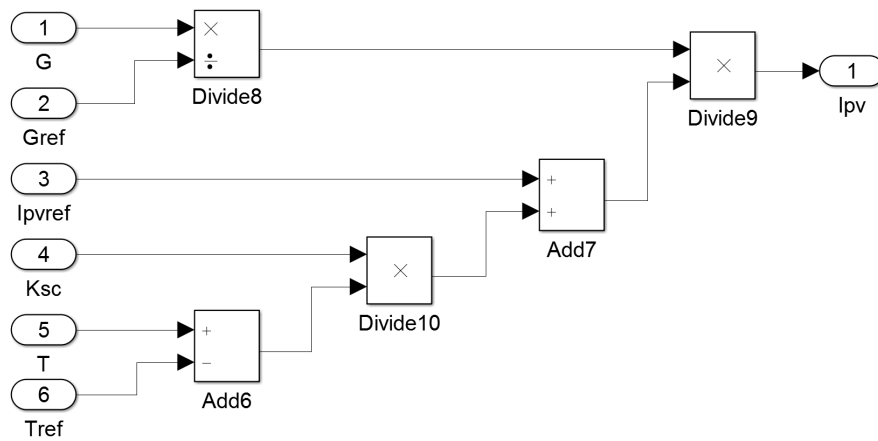 1
G
×
÷
Divide8
2
Gref
×
Divide9
1
Ipv
3
Ipvref
+
+
Add7
4
Ksc
×
Divide10
5
T
+
−
Add6
6
Tref